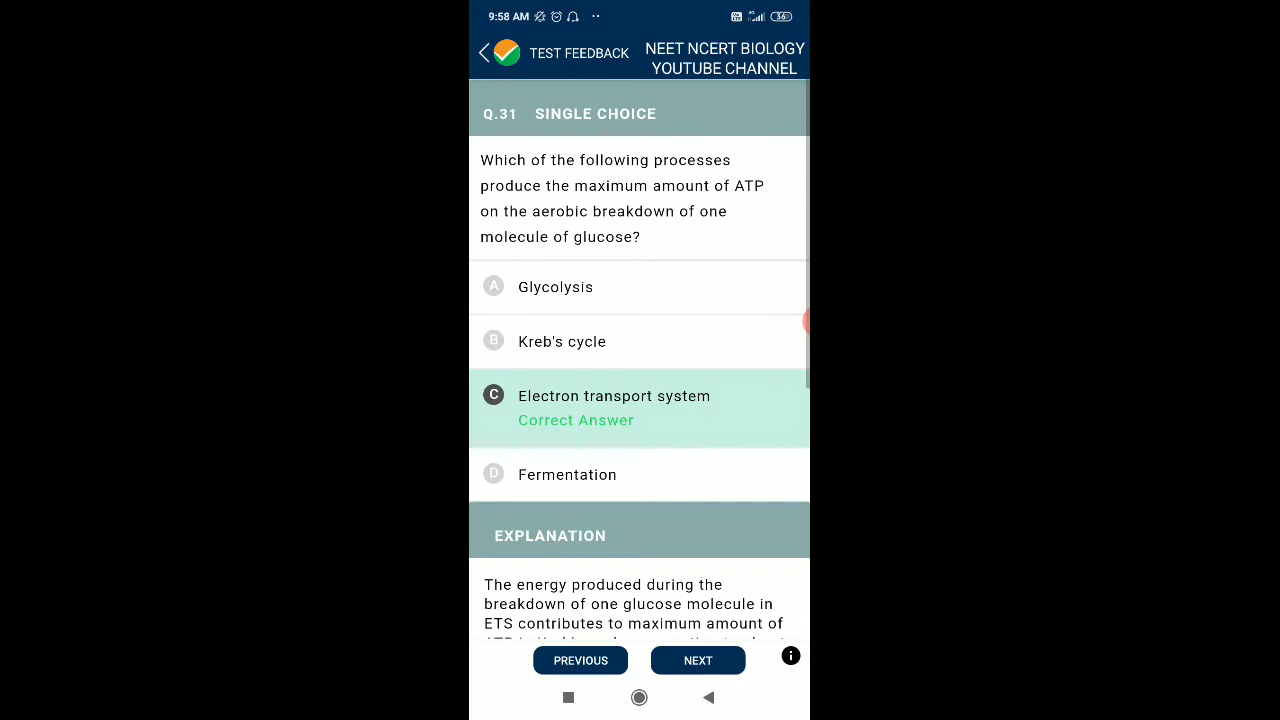 9:58 AM
56
TEST FEEDBACK
NEET NCERT BIOLOGY
YOUTUBE CHANNEL
Q.31 SINGLE CHOICE
Which of the following processes
produce the maximum amount of ATP
on the aerobic breakdown of one
molecule of glucose?
A Glycolysis
B Kreb's cycle
C Electron transport system
Correct Answer
D Fermentation
EXPLANATION
The energy produced during the
breakdown of one glucose molecule in
ETS contributes to maximum amount of
PREVIOUS NEXT